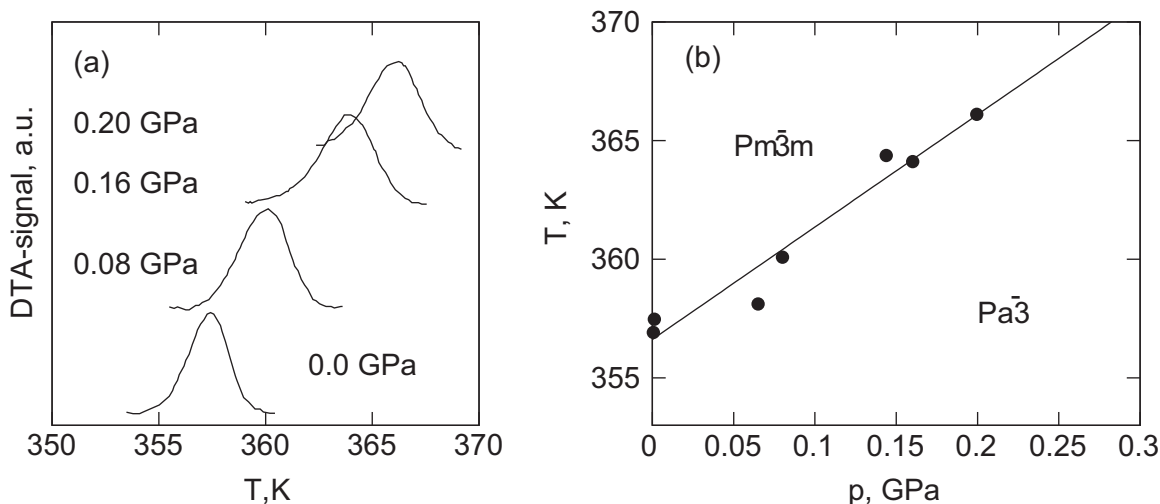 (a)
0.20 GPa
0.16 GPa
0.08 GPa
0.0 GPa
DTA-signal, a.u.
350 355 360 365 370
T,K
(b)
370
365
360
355
T, K
Pm3̄m
Pa3̄
0 0.05 0.1 0.15 0.2 0.25 0.3
p, GPa